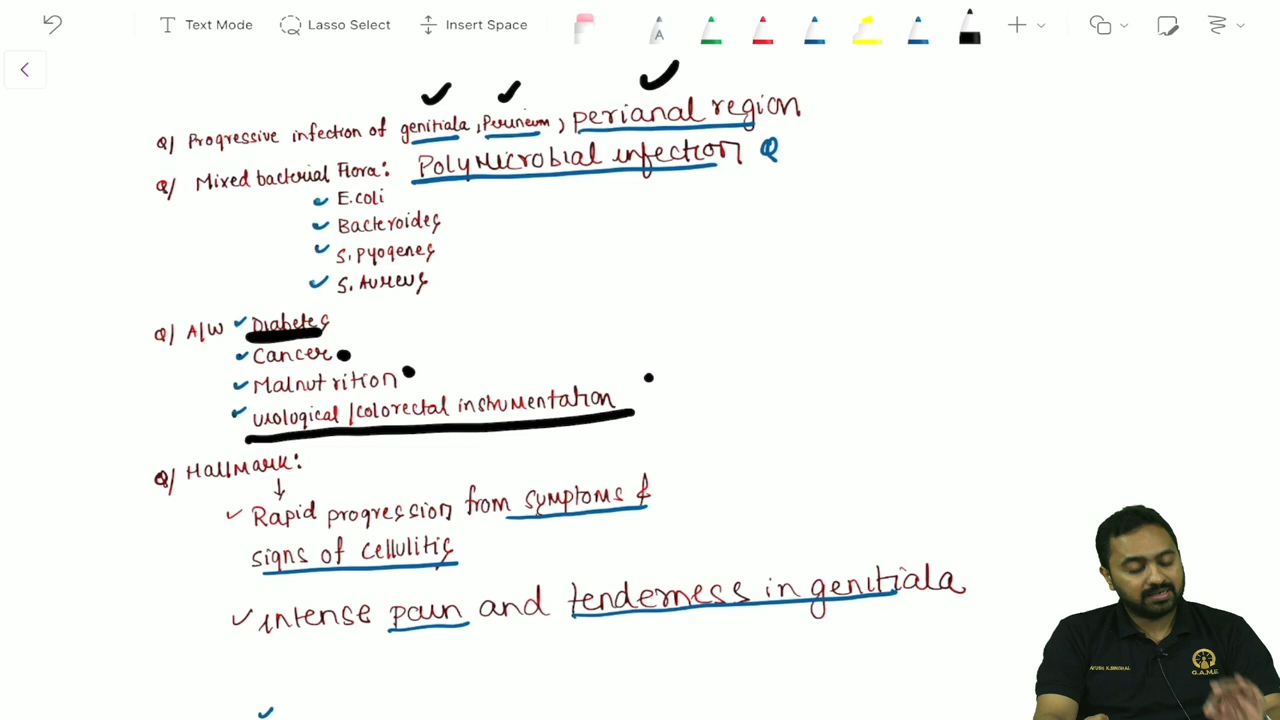 Text Mode Lasso Select Insert Space
A
Q/ Progressive infection of genitiala, Perineum, perianal region
Q/ Mixed bacterial Flora: Polymicrobial infection Q
E.coli
Bacteroides
S. Pyogenes
S. Aureus
Q/ A/W Diabetes
Cancer
Malnutrition
urological / colorectal instrumentation
Q/ Hallmark:
Rapid progression from symptoms &
signs of cellulitis
intense pain and tenderness in genitiala
AYUSH K.SINGHAL
G.A.M.E